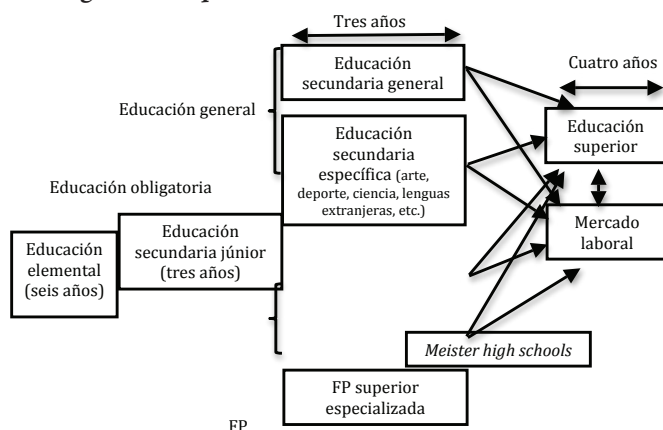 Tres años
Educación
secundaria general
Cuatro años
Educación general
Educación
superior
Educación
secundaria
específica (arte,
deporte, ciencia, lenguas
extranjeras, etc.)
Educación obligatoria
Mercado
laboral
Educación
elemental
(seis años)
Educación
secundaria júnior
(tres años)
Meister high schools
FP superior
especializada
FP